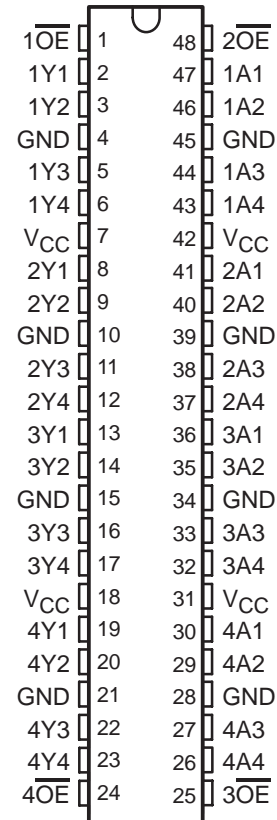 1O̅E̅ 1 48 2O̅E̅
1Y1 2 47 1A1
1Y2 3 46 1A2
GND 4 45 GND
1Y3 5 44 1A3
1Y4 6 43 1A4
VCC 7 42 VCC
2Y1 8 41 2A1
2Y2 9 40 2A2
GND 10 39 GND
2Y3 11 38 2A3
2Y4 12 37 2A4
3Y1 13 36 3A1
3Y2 14 35 3A2
GND 15 34 GND
3Y3 16 33 3A3
3Y4 17 32 3A4
VCC 18 31 VCC
4Y1 19 30 4A1
4Y2 20 29 4A2
GND 21 28 GND
4Y3 22 27 4A3
4Y4 23 26 4A4
4O̅E̅ 24 25 3O̅E̅